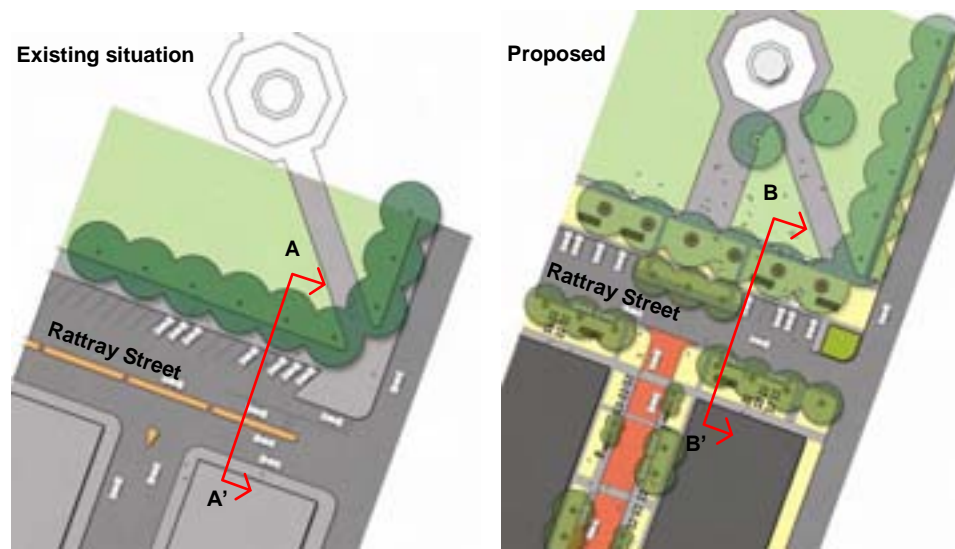 Existing situation
A
Rattray Street
A'
Proposed
B
Rattray Street
B'